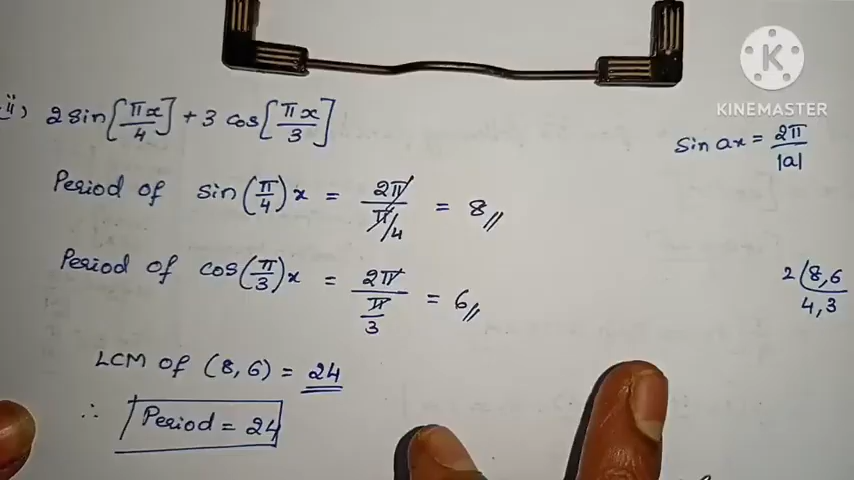 ii) 2 sin[πx/4] + 3 cos[πx/3]
Period of sin(π/4)x = 2π/(π/4) = 8//
Period of cos(π/3)x = 2π/(π/3) = 6//
LCM of (8,6) = 24
∴ Period = 24
K
KINEMASTER
Sin ax = 2π/|a|
2(8,6
4,3